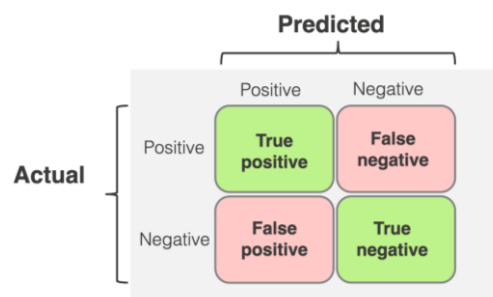 Predicted
Positive Negative
Actual
Positive
True
positive
False
negative
Negative
False
positive
True
negative